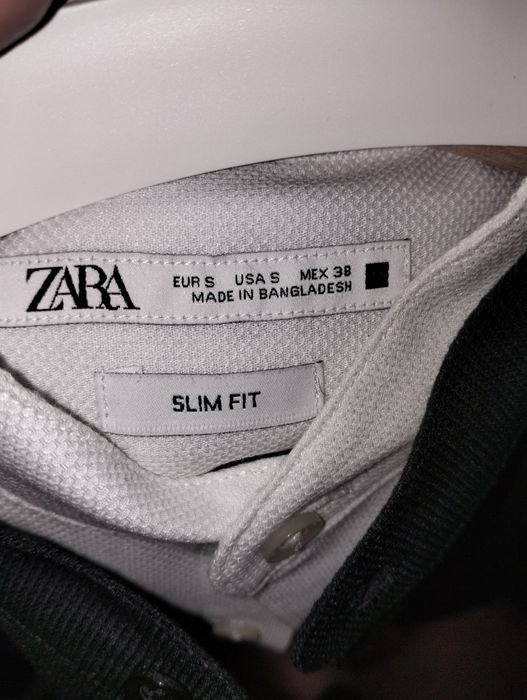 ZARA
EUR S USA S MEX 38
MADE IN BANGLADESH
SLIM FIT